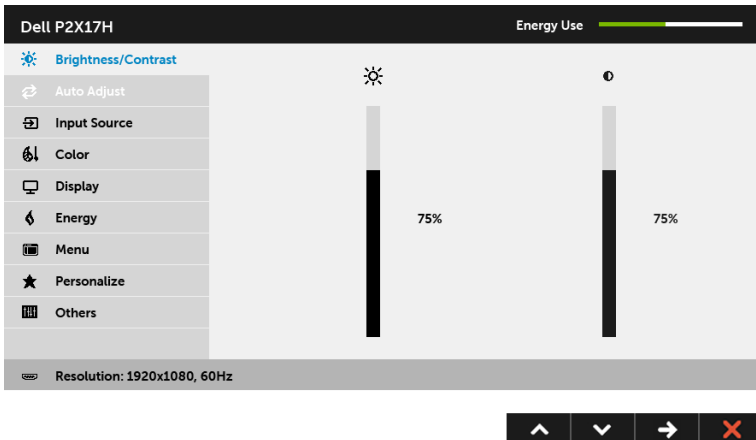 Dell P2X17H
Energy Use
Brightness/Contrast
Auto Adjust
Input Source
Color
Display
Energy
Menu
Personalize
Others
75%
75%
Resolution: 1920x1080, 60Hz